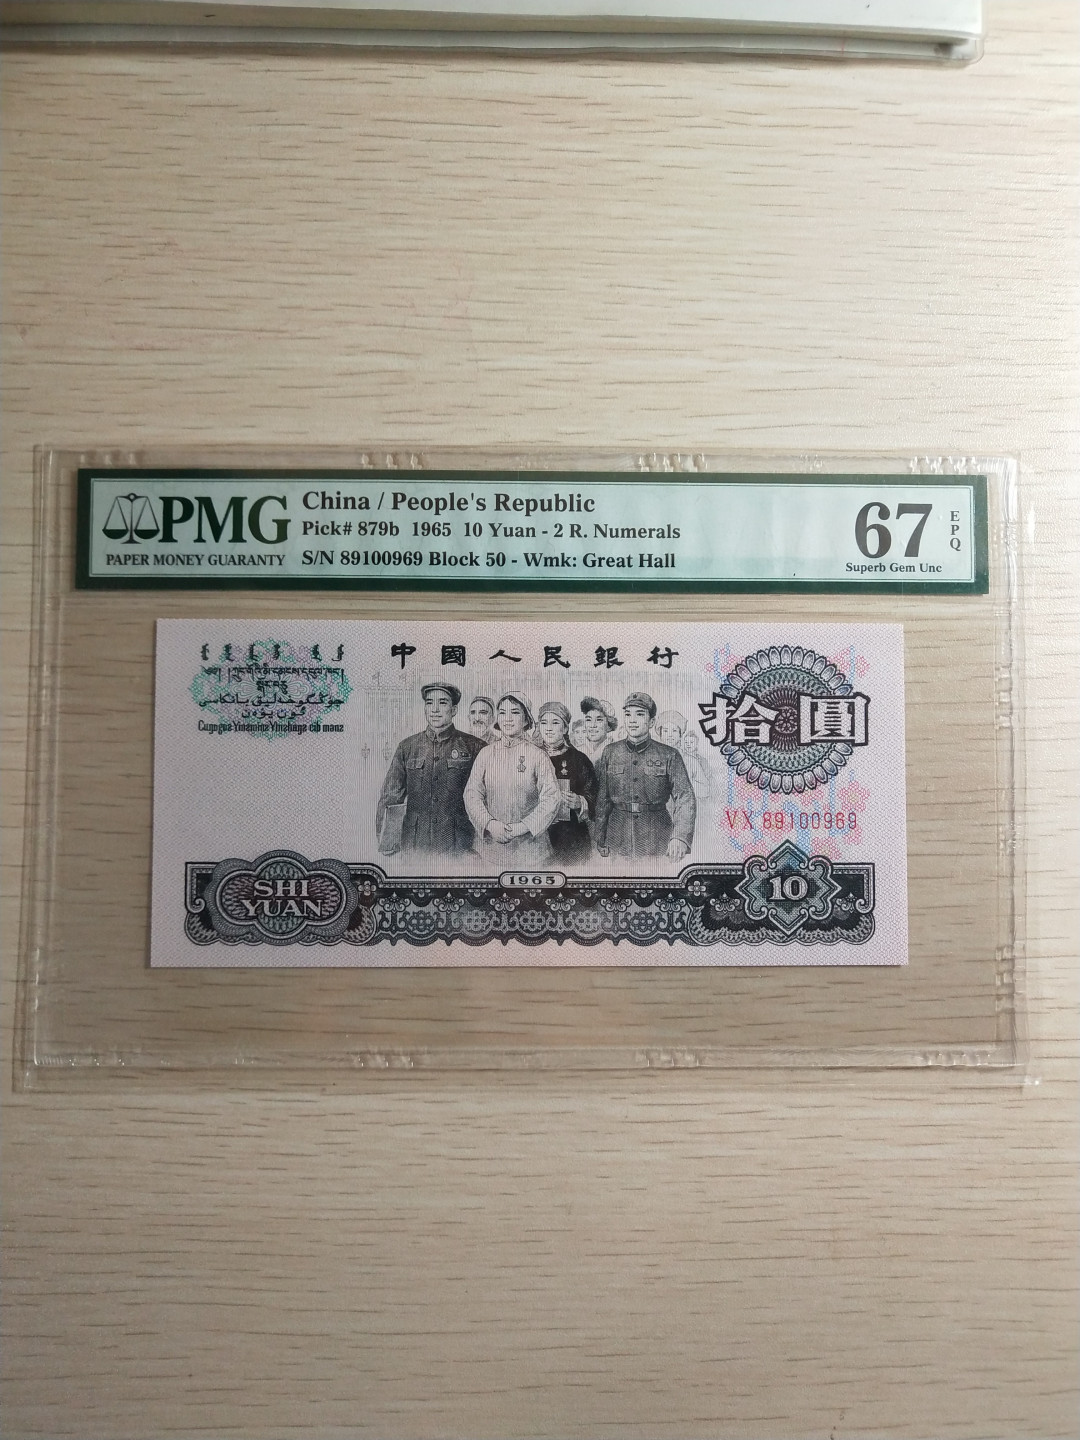 PMG
PAPER MONEY GUARANTY
China / People's Republic
Pick# 879b 1965 10 Yuan - 2 R. Numerals
S/N 89100969 Block 50 - Wmk: Great Hall
67
EPQ
Superb Gem Unc
中國人民銀行
拾圓
VX 89100969
1965
SHI
YUAN
10